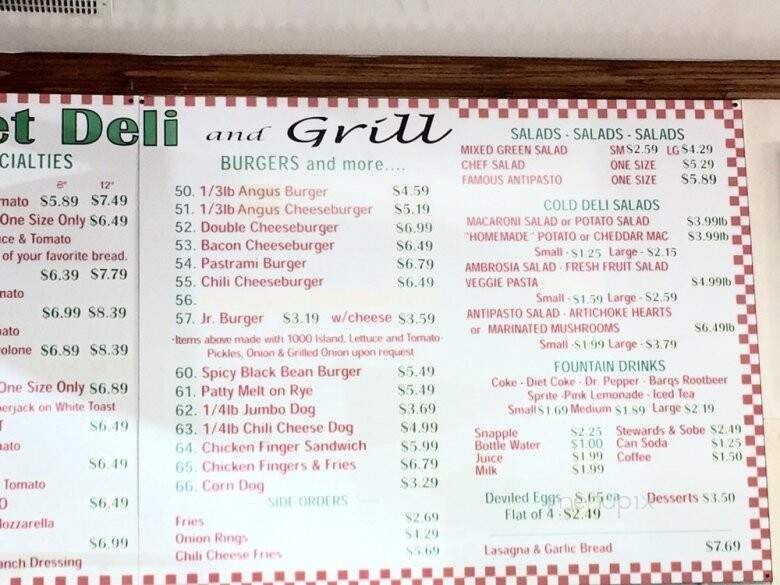 et Deli and Grill
CIALTIES
8" 12"
mato $5.89 $7.49
One Size Only $6.49
ce & Tomato
of your favorite bread.
$6.39 $7.79
nato
$6.99 $8.39
ato
olone $6.89 $8.39
One Size Only $6.89
erjack on White Toast
$6.49
ato
$6.49
Tomato
$6.49
lozzarella
$6.99
anch Dressing
BURGERS and more....
50. 1/3lb Angus Burger $4.59
51. 1/3lb Angus Cheeseburger $5.19
52. Double Cheeseburger $6.99
53. Bacon Cheeseburger $6.49
54. Pastrami Burger $6.79
55. Chili Cheeseburger $6.49
56.
57. Jr. Burger $3.19 w/cheese $3.59
-Items above made with 1000 Island, Lettuce and Tomato-
Pickles, Onion & Grilled Onion upon request
60. Spicy Black Bean Burger $5.49
61. Patty Melt on Rye $5.49
62. 1/4lb Jumbo Dog $3.69
63. 1/4lb Chili Cheese Dog $4.99
64. Chicken Finger Sandwich $5.99
65. Chicken Fingers & Fries $6.79
66. Corn Dog $3.29
SIDE ORDERS
Fries $2.69
Onion Rings $4.29
Chili Cheese Fries $5.69
SALADS - SALADS - SALADS
MIXED GREEN SALAD SM $2.59 LG $4.29
CHEF SALAD ONE SIZE $5.29
FAMOUS ANTIPASTO ONE SIZE $5.89
COLD DELI SALADS
MACARONI SALAD or POTATO SALAD $3.99lb
"HOMEMADE" POTATO or CHEDDAR MAC $3.99lb
Small - $1.25 Large - $2.15
AMBROSIA SALAD - FRESH FRUIT SALAD
VEGGIE PASTA - $4.99lb
Small - $1.59 Large - $2.59
ANTIPASTO SALAD - ARTICHOKE HEARTS
or MARINATED MUSHROOMS $6.49lb
Small - $1.99 Large - $3.79
FOUNTAIN DRINKS
Coke - Diet Coke - Dr. Pepper - Barqs Rootbeer
Sprite -Pink Lemonade - Iced Tea
Small $1.69 Medium $1.89 Large $2.19
Snapple $2.25 Stewards & Sobe $2.49
Bottle Water $1.00 Can Soda $1.25
Juice $1.99 Coffee $1.50
Milk $1.99
Deviled Eggs $.65 ea Desserts $3.50
Flat of 4 - $2.49
Lasagna & Garlic Bread $7.69